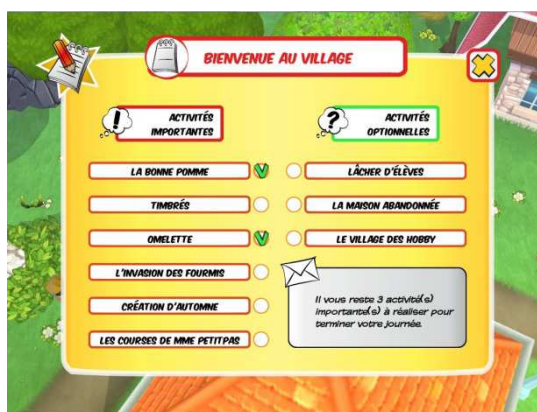 BIENVENUE AU VILLAGE
!
ACTIVITÉS
IMPORTANTES
LA BONNE POMME
TIMBRÉS
OMELETTE
L'INVASION DES FOURMIS
CRÉATION D'AUTOMNE
LES COURSES DE MME PETITPAS
?
ACTIVITÉS
OPTIONNELLES
LÂCHER D'ÉLÈVES
LA MAISON ABANDONNÉE
LE VILLAGE DES HOBBY
Il vous reste 3 activité(s)
importante(s) à réaliser pour
terminer votre journée.